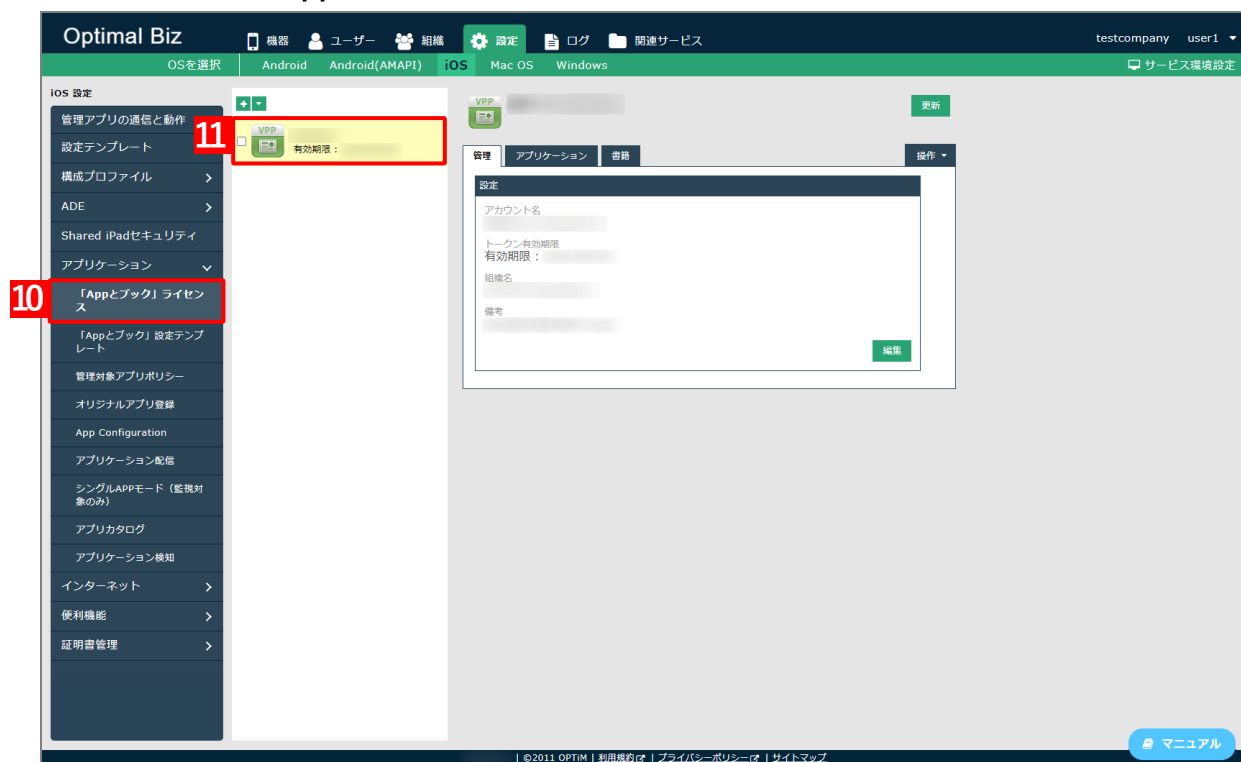 App
Optimal Biz
機器 ユーザー 組織 設定 ログ 関連サービス
testcompany user1
OSを選択 Android Android(AMAPI) iOS Mac OS Windows
サービス環境設定
iOS 設定
管理アプリの通信と動作
設定テンプレート
構成プロファイル
ADE
Shared iPadセキュリティ
アプリケーション
10
「Appとブック」ライセン
ス
「Appとブック」設定テンプ
レート
管理対象アプリポリシー
オリジナルアプリ登録
App Configuration
アプリケーション配信
シングルAPPモード（監視対
象のみ）
アプリカタログ
アプリケーション検知
インターネット
便利機能
証明書管理
11
VPP
有効期限：
VPP
更新
管理 アプリケーション 書籍
操作
設定
アカウント名
トークン有効期限
有効期限：
組織名
備考
編集
マニュアル
| ©2011 OPTiM | 利用規約 | プライバシーポリシー | サイトマップ